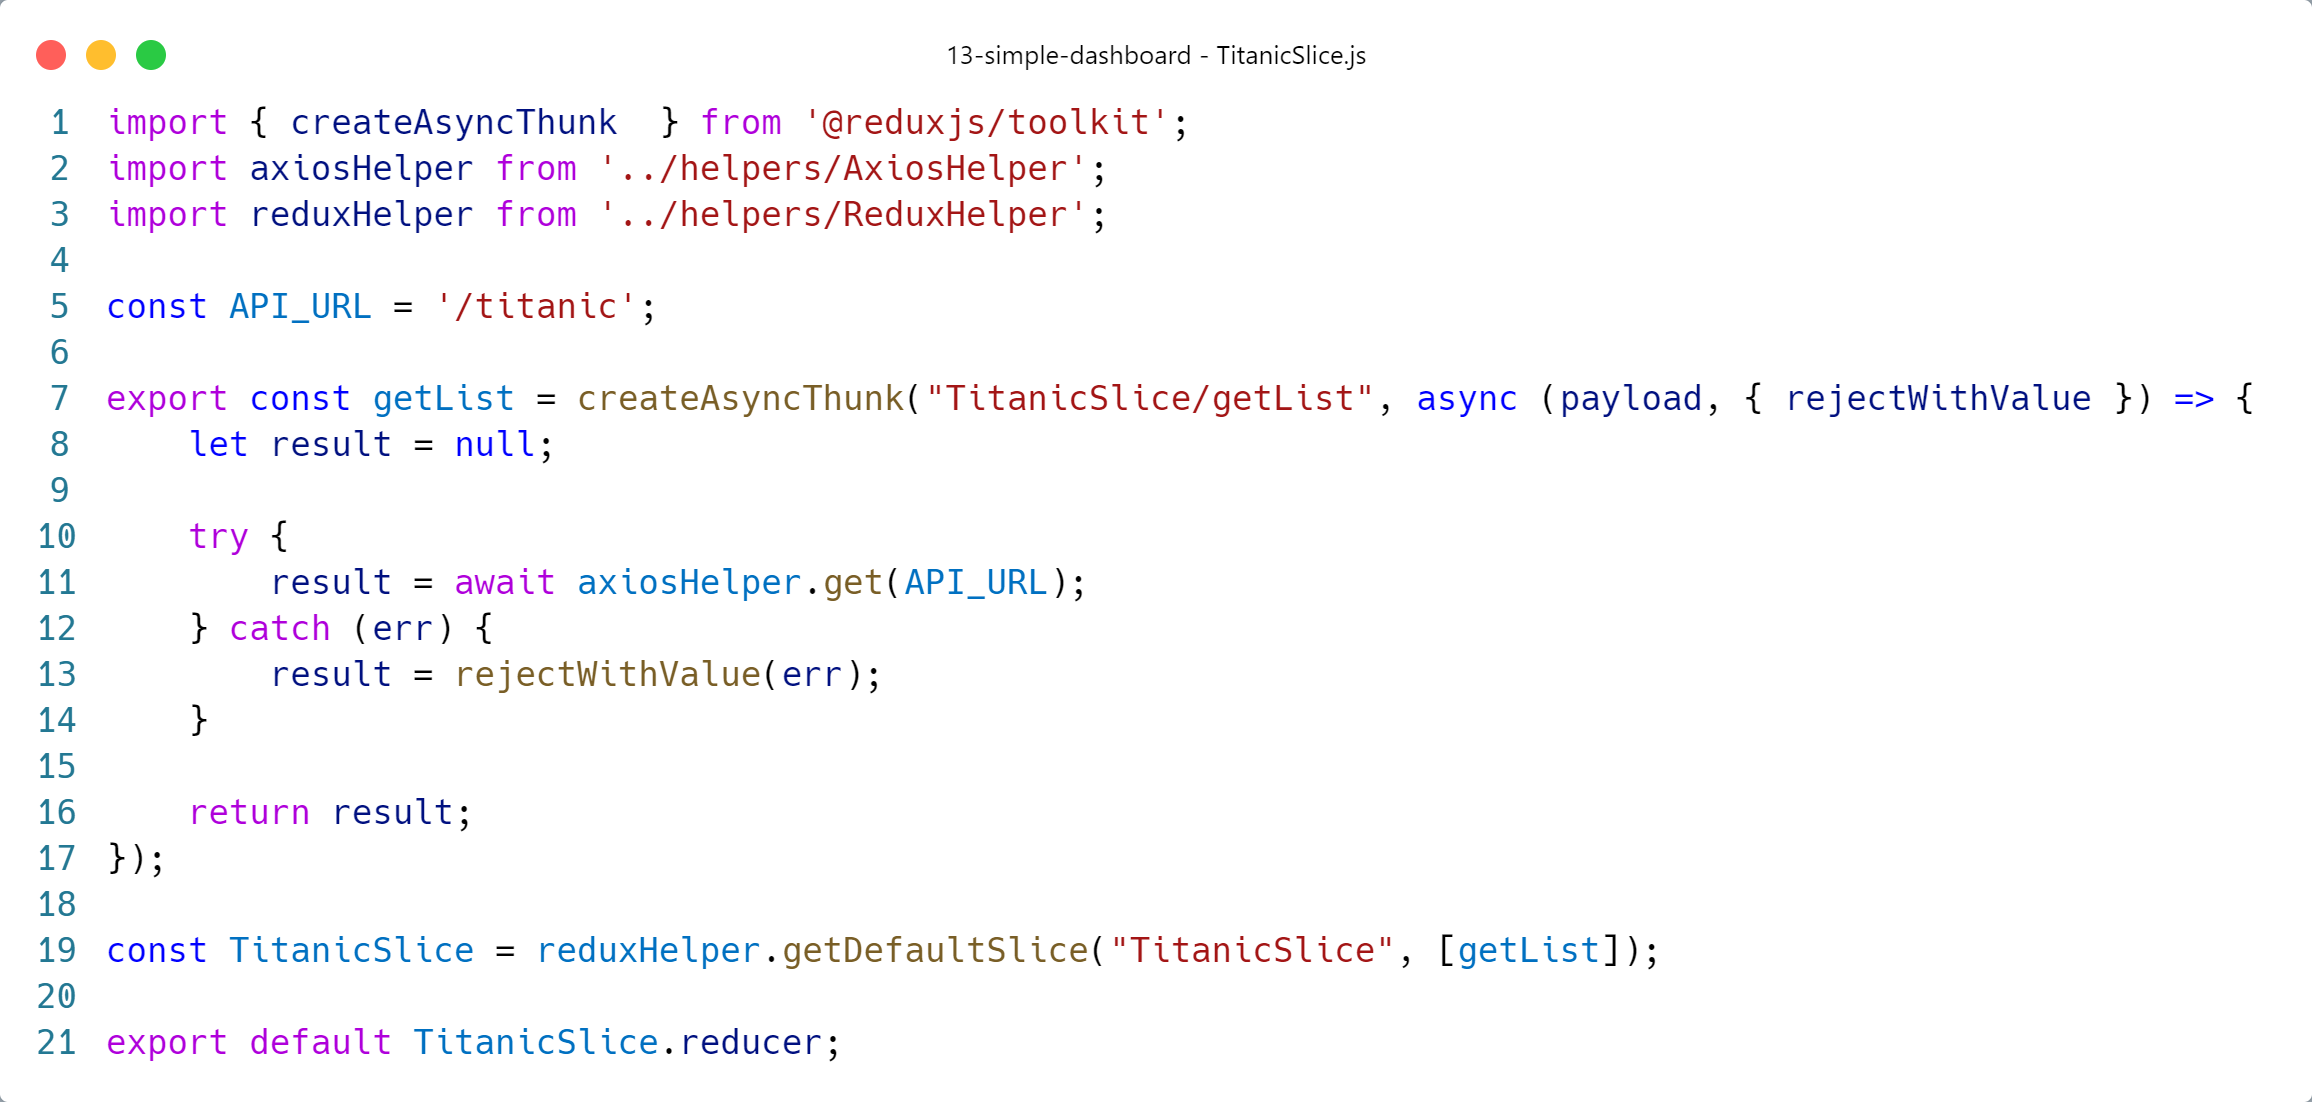 13-simple-dashboard - TitanicSlice.js
1 import { createAsyncThunk  } from '@reduxjs/toolkit';
2 import axiosHelper from '../helpers/AxiosHelper';
3 import reduxHelper from '../helpers/ReduxHelper';
4
5 const API_URL = '/titanic';
6
7 export const getList = createAsyncThunk("TitanicSlice/getList", async (payload, { rejectWithValue }) => {
8     let result = null;
9
10     try {
11         result = await axiosHelper.get(API_URL);
12     } catch (err) {
13         result = rejectWithValue(err);
14     }
15
16     return result;
17 });
18
19 const TitanicSlice = reduxHelper.getDefaultSlice("TitanicSlice", [getList]);
20
21 export default TitanicSlice.reducer;